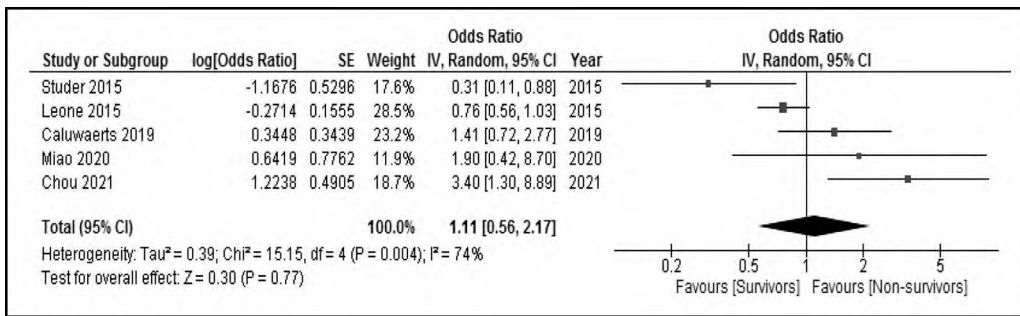 Odds Ratio Odds Ratio
Study or Subgroup log[Odds Ratio] SE Weight IV, Random, 95% CI Year IV, Random, 95% CI
Studer 2015 -1.1676 0.5296 17.6% 0.31 [0.11, 0.88] 2015
Leone 2015 -0.2714 0.1555 28.5% 0.76 [0.56, 1.03] 2015
Caluwaerts 2019 0.3448 0.3439 23.2% 1.41 [0.72, 2.77] 2019
Miao 2020 0.6419 0.7762 11.9% 1.90 [0.42, 8.70] 2020
Chou 2021 1.2238 0.4905 18.7% 3.40 [1.30, 8.89] 2021
Total (95% CI) 100.0% 1.11 [0.56, 2.17]
Heterogeneity: Tau² = 0.39; Chi² = 15.15, df = 4 (P = 0.004); I² = 74%
Test for overall effect: Z = 0.30 (P = 0.77)
0.2 0.5 1 2 5
Favours [Survivors] Favours [Non-survivors]